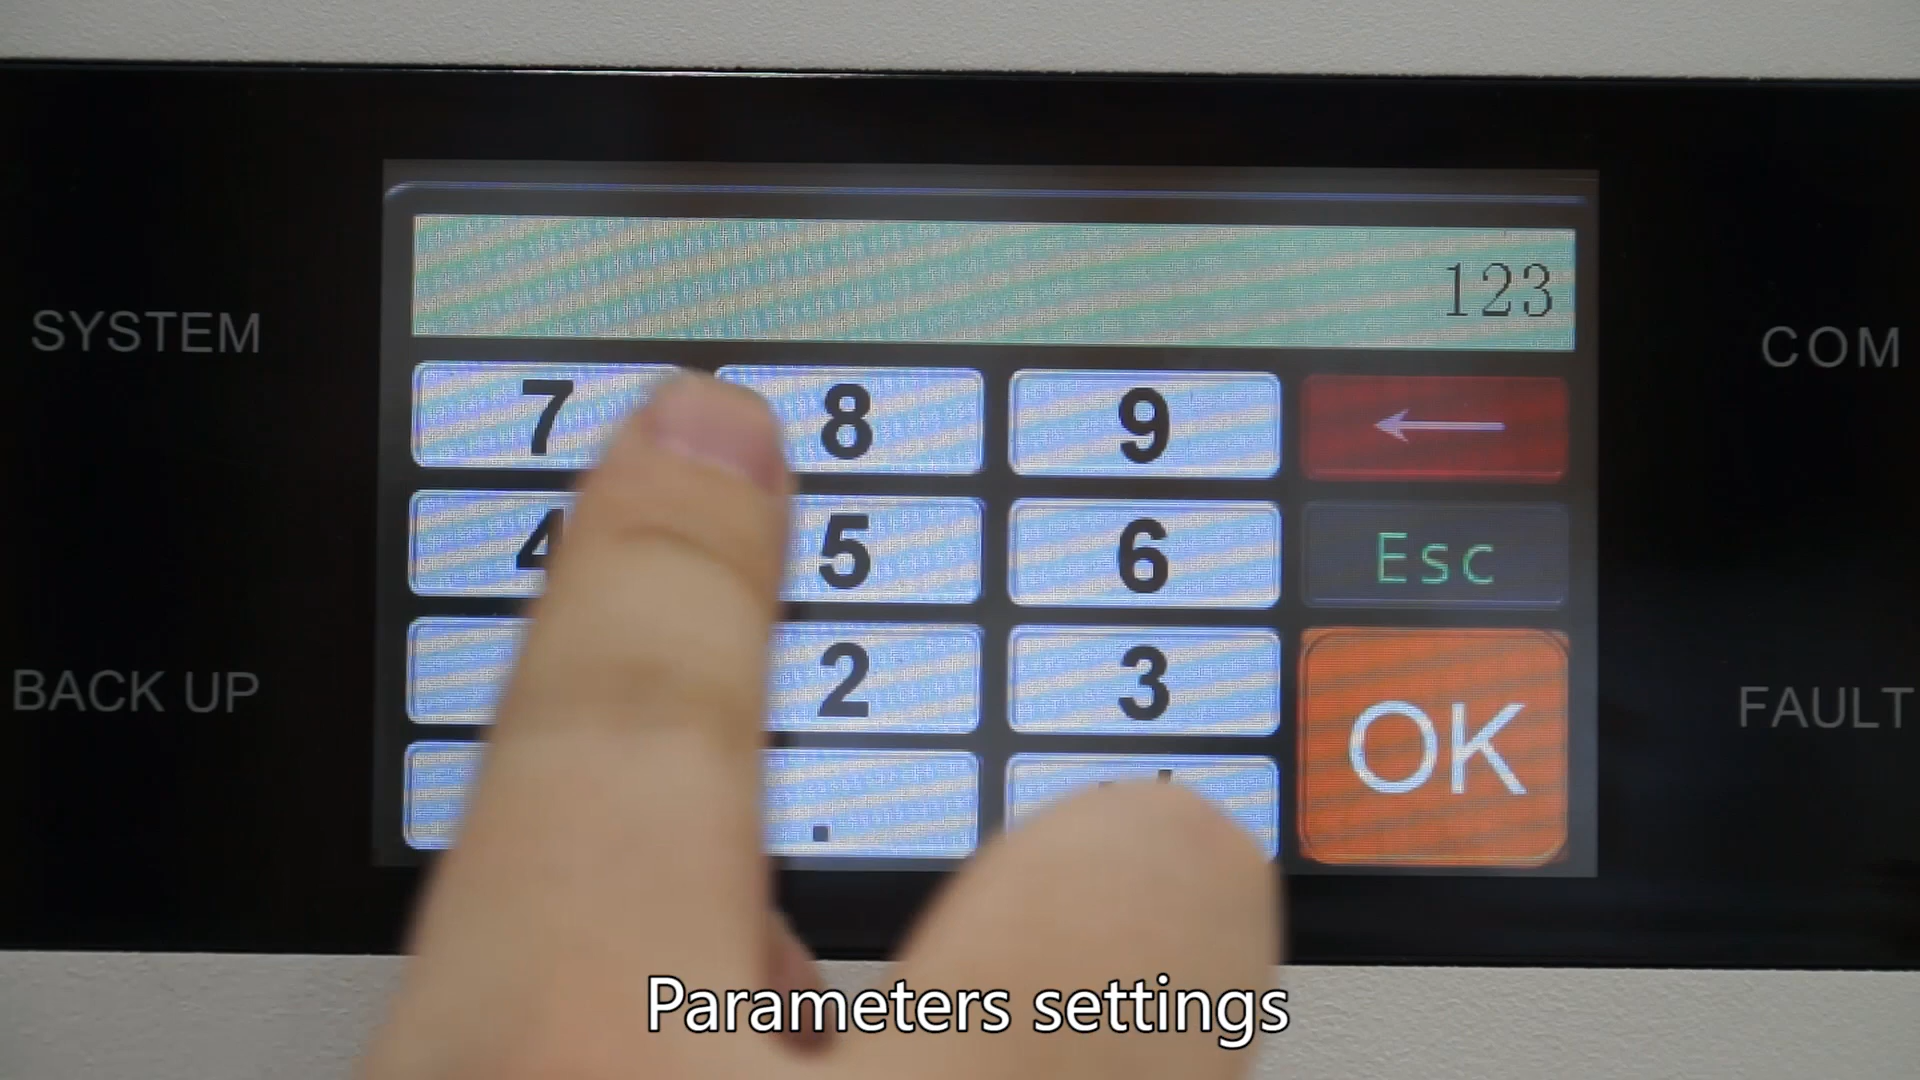 123
SYSTEM
COM
7 8 9 ←
4 5 6 Esc
2 3
BACK UP
OK
FAULT
.
Parameters settings